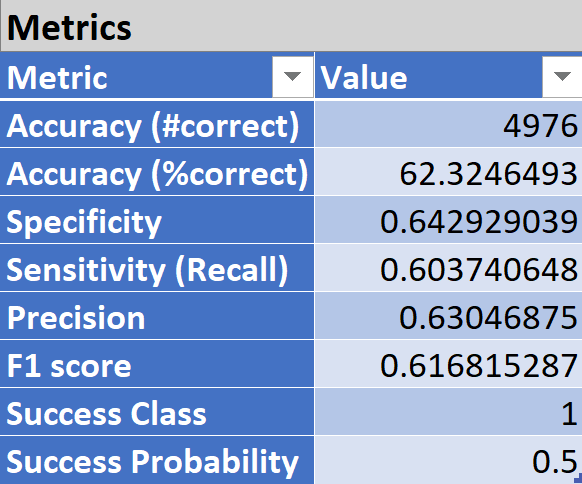 Metrics
Metric Value
Accuracy (#correct) 4976
Accuracy (%correct) 62.3246493
Specificity 0.642929039
Sensitivity (Recall) 0.603740648
Precision 0.63046875
F1 score 0.616815287
Success Class 1
Success Probability 0.5